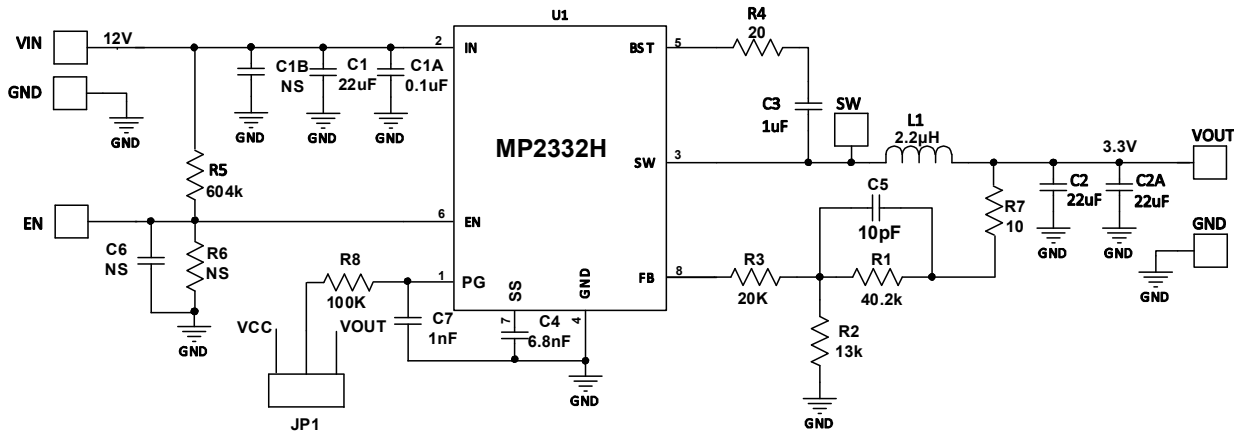 U1
VIN
12V
GND
GND
2
IN
C1B
NS
C1
22uF
C1A
0.1uF
GND
GND
GND
MP2332H
BST
5
R4
20
C3
1uF
SW
SW
3
L1
2.2µH
3.3V
VOUT
R5
604k
EN
6
EN
C6
NS
R6
NS
GND
C5
10pF
R7
10
C2
22uF
C2A
22uF
GND
GND
GND
GND
FB
8
R3
20K
R1
40.2k
R2
13k
GND
R8
100K
1
PG
SS
GND
7
4
C7
1nF
C4
6.8nF
GND
VCC
VOUT
JP1